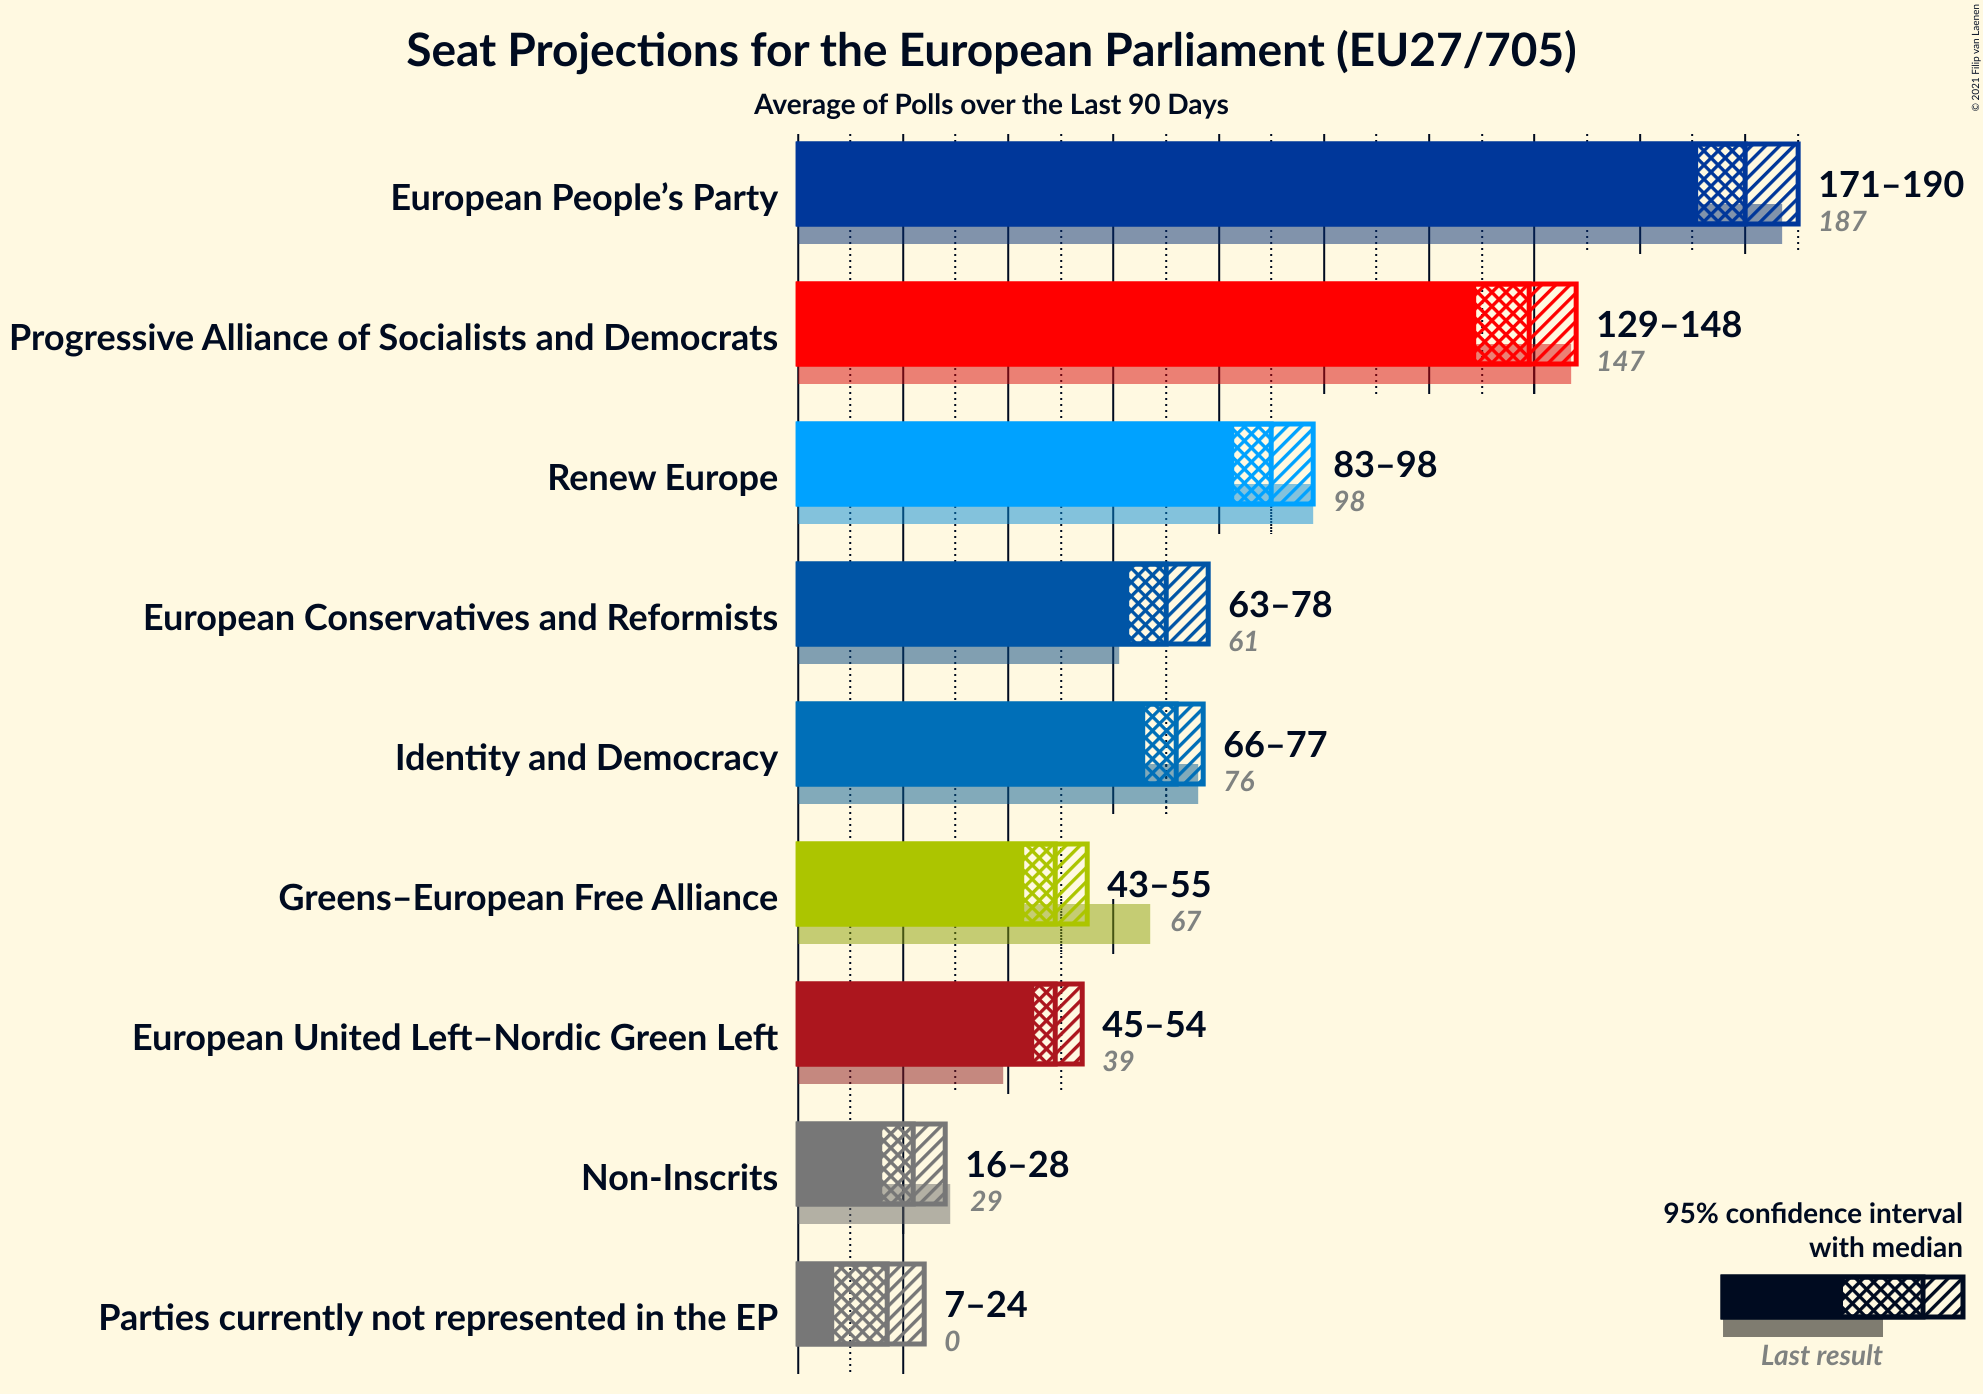 Seat Projections for the European Parliament (EU27/705)
Average of Polls over the Last 90 Days
© 2021 Filip van Laenen
European People’s Party
171–190
187
Progressive Alliance of Socialists and Democrats
129–148
147
Renew Europe
83–98
98
European Conservatives and Reformists
63–78
61
Identity and Democracy
66–77
76
Greens–European Free Alliance
43–55
67
European United Left–Nordic Green Left
45–54
39
Non-Inscrits
16–28
29
Parties currently not represented in the EP
7–24
0
95% confidence interval
with median
Last result